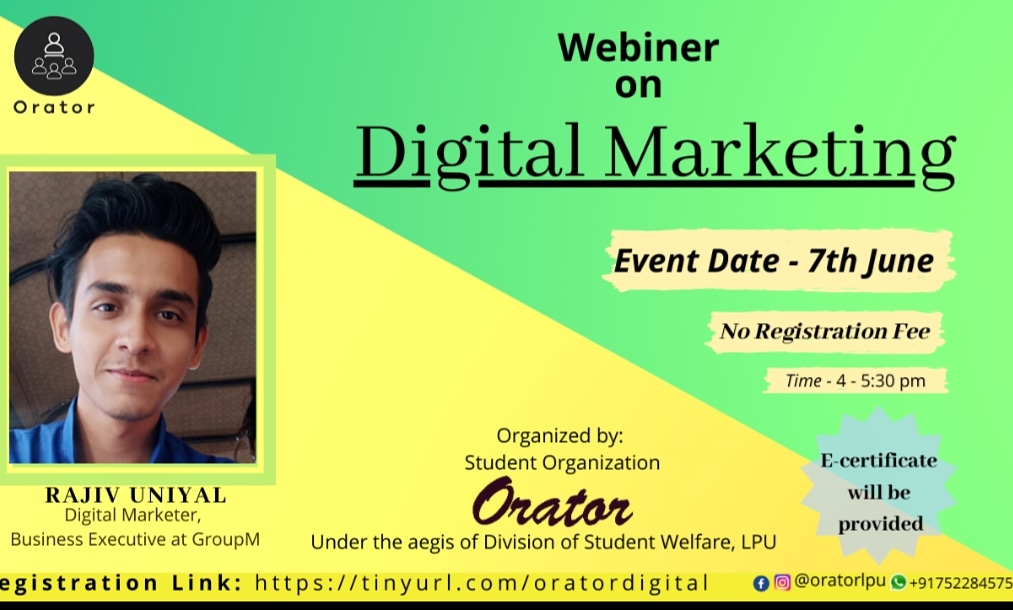 Orator
Webiner
on
Digital Marketing
Event Date - 7th June
No Registration Fee
Time - 4 - 5:30 pm
Organized by:
Student Organization
Orator
Under the aegis of Division of Student Welfare, LPU
E-certificate
will be
provided
RAJIV UNIYAL
Digital Marketer,
Business Executive at GroupM
egistration Link: https://tinyurl.com/oratordigital @oratorlpu +91752284575